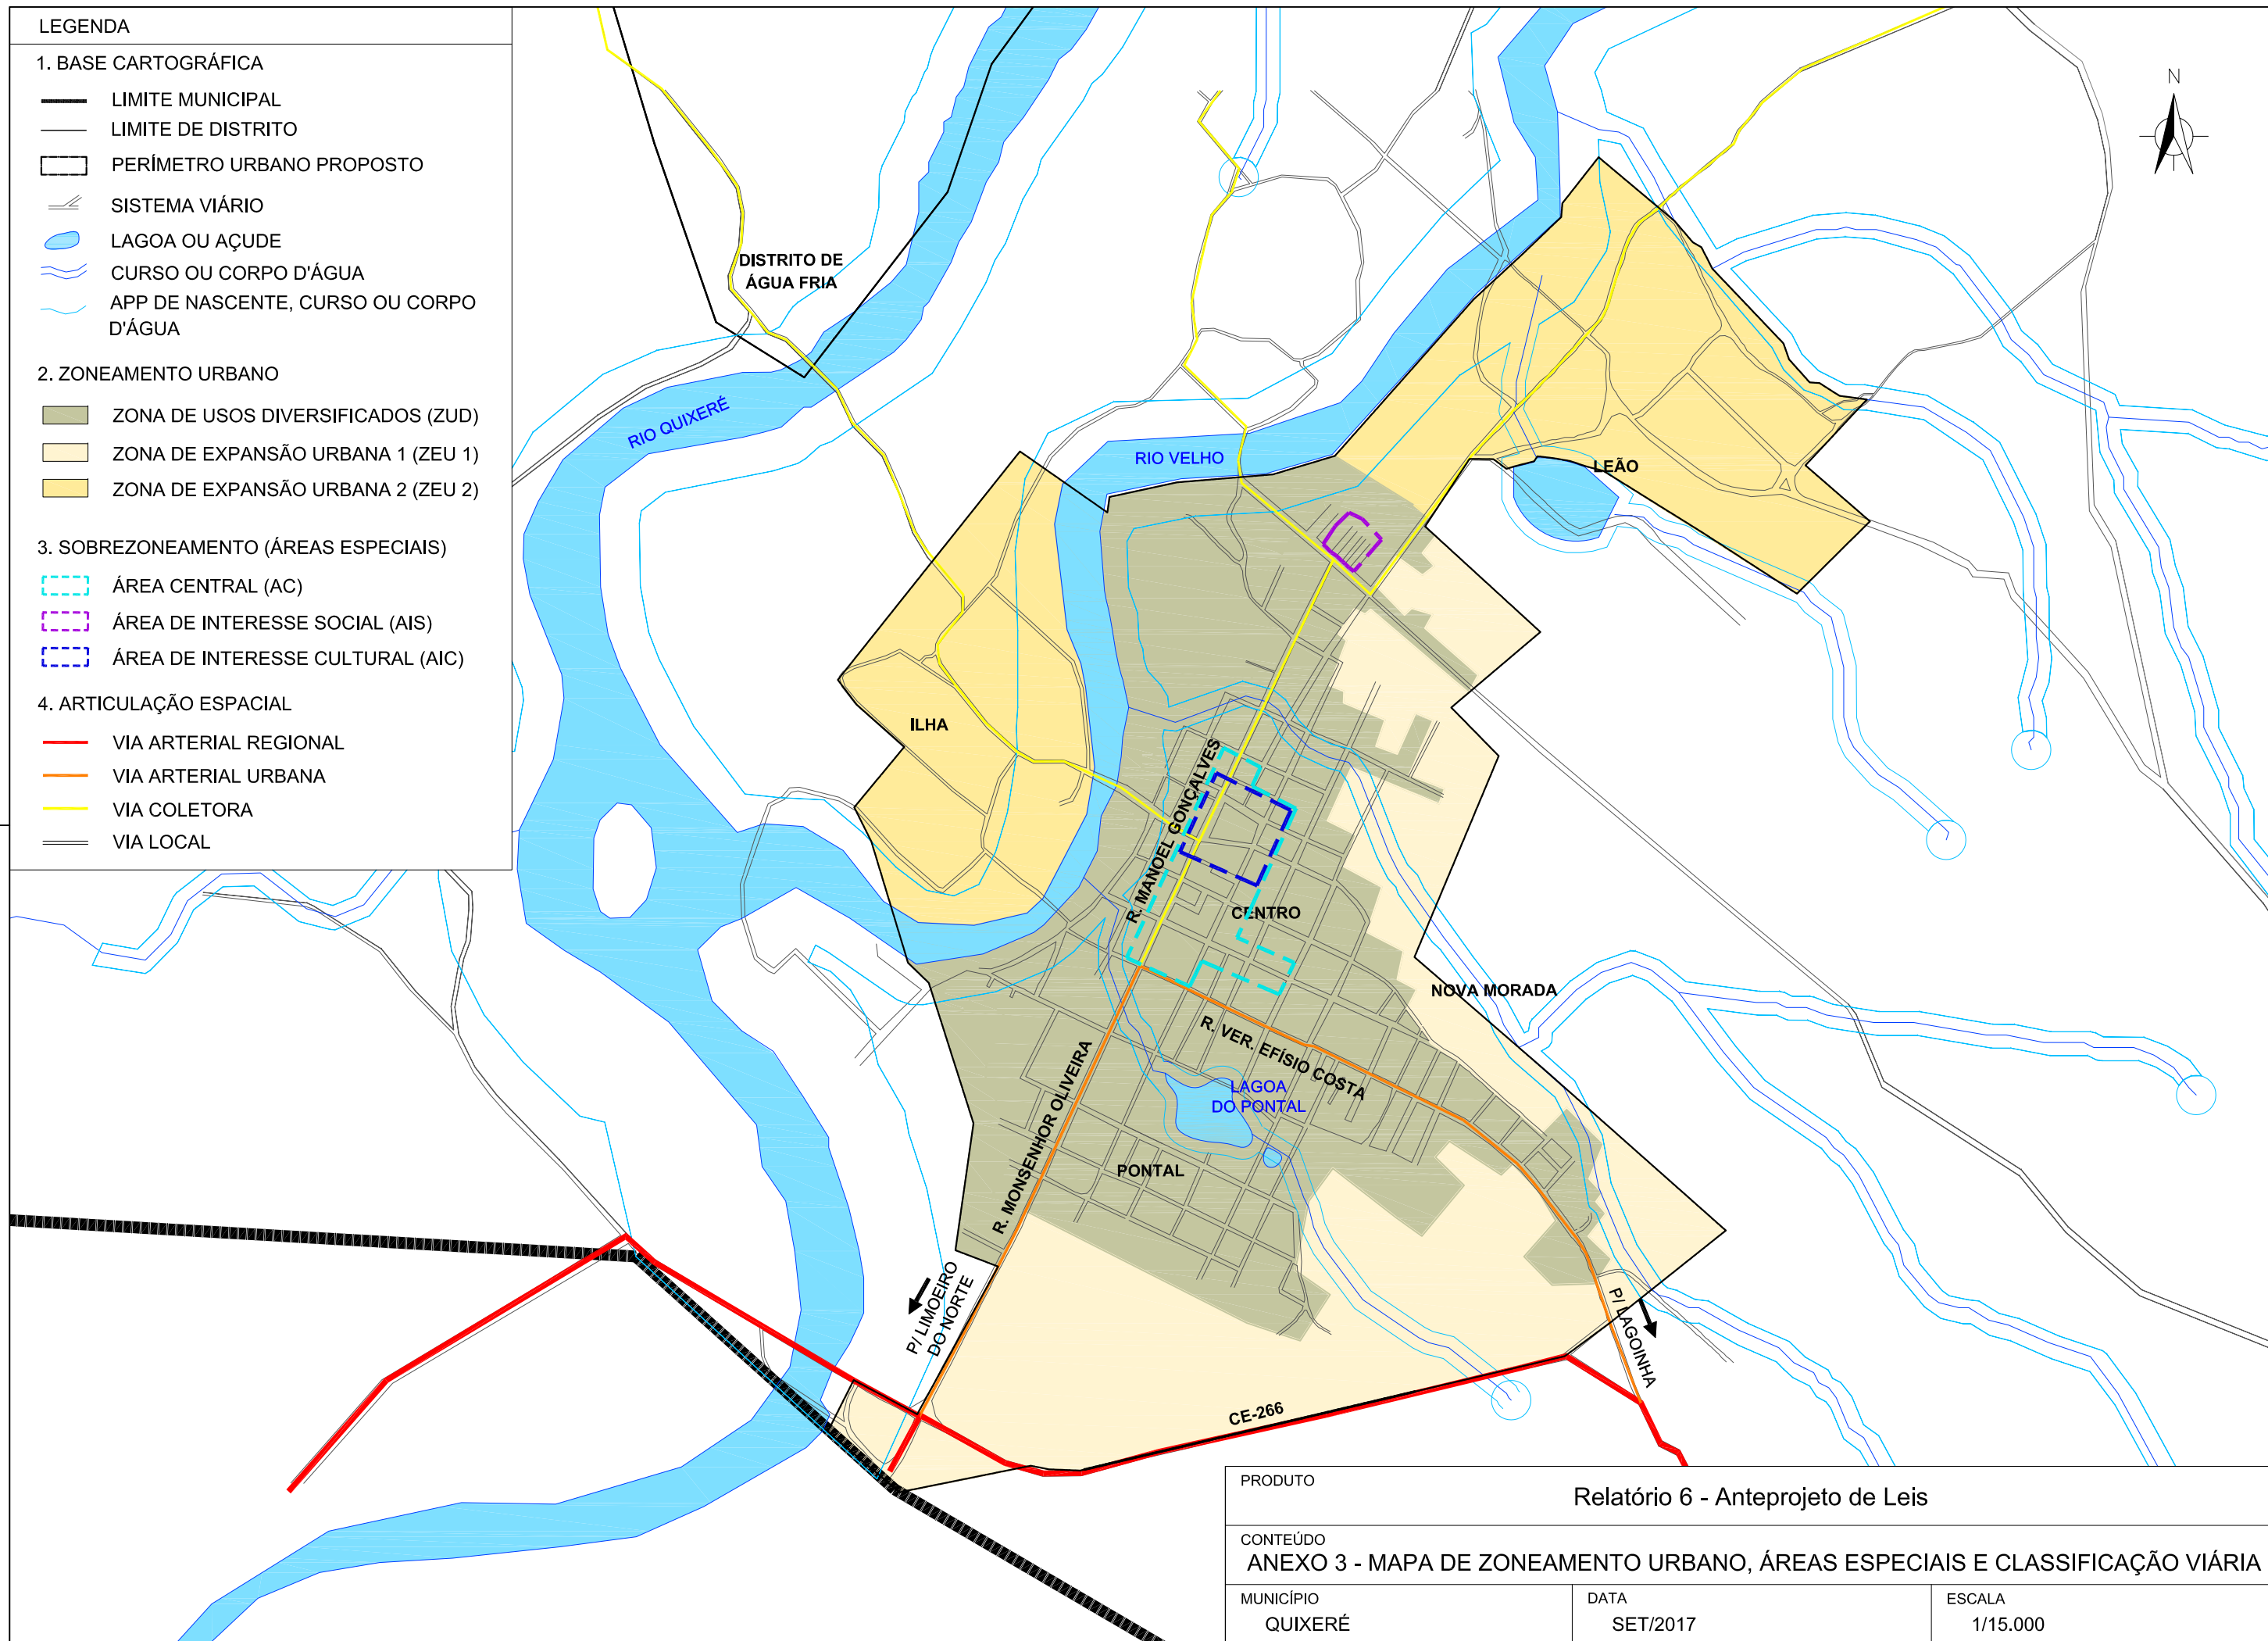 LEGENDA
1. BASE CARTOGRÁFICA
LIMITE MUNICIPAL
LIMITE DE DISTRITO
PERÍMETRO URBANO PROPOSTO
SISTEMA VIÁRIO
LAGOA OU AÇUDE
CURSO OU CORPO D'ÁGUA
APP DE NASCENTE, CURSO OU CORPO
D'ÁGUA
2. ZONEAMENTO URBANO
ZONA DE USOS DIVERSIFICADOS (ZUD)
ZONA DE EXPANSÃO URBANA 1 (ZEU 1)
ZONA DE EXPANSÃO URBANA 2 (ZEU 2)
3. SOBREZONEAMENTO (ÁREAS ESPECIAIS)
ÁREA CENTRAL (AC)
ÁREA DE INTERESSE SOCIAL (AIS)
ÁREA DE INTERESSE CULTURAL (AIC)
4. ARTICULAÇÃO ESPACIAL
VIA ARTERIAL REGIONAL
VIA ARTERIAL URBANA
VIA COLETORA
VIA LOCAL
N
DISTRITO DE
ÁGUA FRIA
RIO QUIXERÉ
RIO VELHO
LEÃO
ILHA
R. MANOEL GONÇALVES
CENTRO
NOVA MORADA
R. VER. EFÍSIO COSTA
LAGOA
DO PONTAL
R. MONSENHOR OLIVEIRA
PONTAL
P/ LIMOEIRO
DO NORTE
P/ LAGOINHA
CE-266
PRODUTO
Relatório 6 - Anteprojeto de Leis
CONTEÚDO
ANEXO 3 - MAPA DE ZONEAMENTO URBANO, ÁREAS ESPECIAIS E CLASSIFICAÇÃO VIÁRIA
MUNICÍPIO
QUIXERÉ
DATA
SET/2017
ESCALA
1/15.000